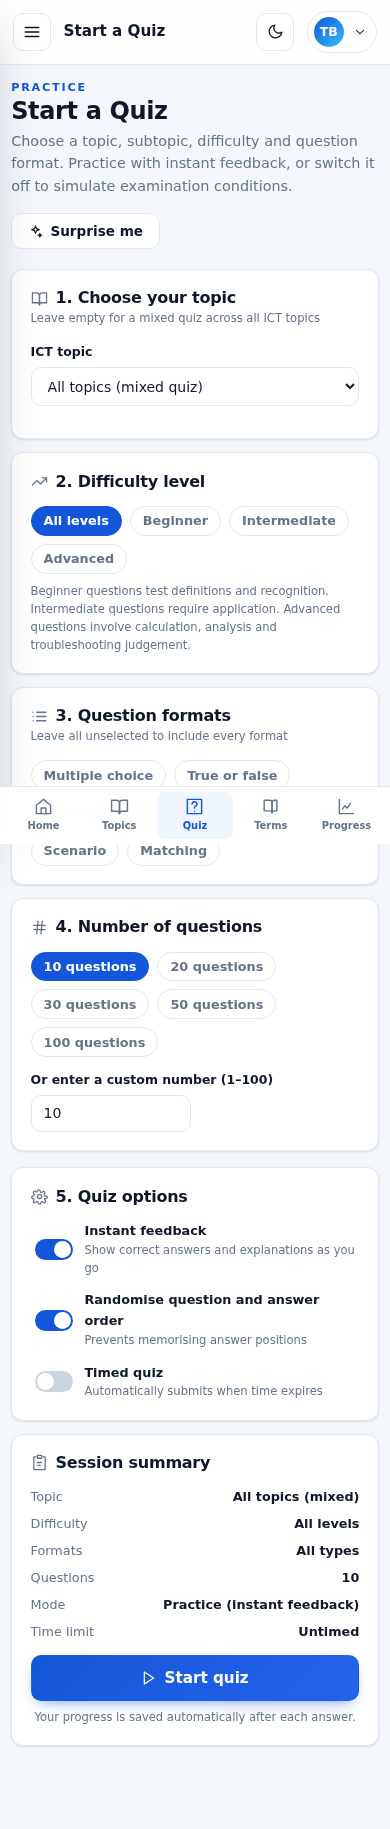 Start a Quiz
TB
PRACTICE
Start a Quiz
Choose a topic, subtopic, difficulty and question
format. Practice with instant feedback, or switch it
off to simulate examination conditions.
Surprise me
1. Choose your topic
Leave empty for a mixed quiz across all ICT topics
ICT topic
All topics (mixed quiz)
2. Difficulty level
All levels
Beginner
Intermediate
Advanced
Beginner questions test definitions and recognition.
Intermediate questions require application. Advanced
questions involve calculation, analysis and
troubleshooting judgement.
3. Question formats
Leave all unselected to include every format
Multiple choice
True or false
Home
Topics
Quiz
Terms
Progress
Scenario
Matching
4. Number of questions
10 questions
20 questions
30 questions
50 questions
100 questions
Or enter a custom number (1–100)
10
5. Quiz options
Instant feedback
Show correct answers and explanations as you
go
Randomise question and answer
order
Prevents memorising answer positions
Timed quiz
Automatically submits when time expires
Session summary
Topic
All topics (mixed)
Difficulty
All levels
Formats
All types
Questions
10
Mode
Practice (instant feedback)
Time limit
Untimed
Start quiz
Your progress is saved automatically after each answer.